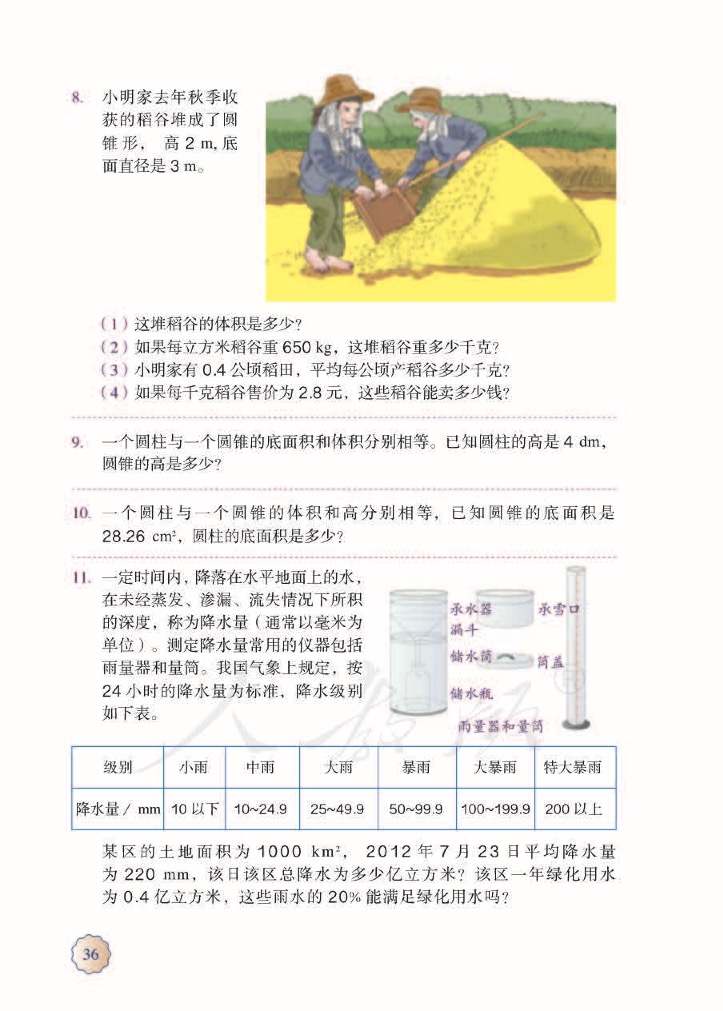 8. 小明家去年秋季收
获的稻谷堆成了圆
锥形， 高 2 m, 底
面直径是 3 m。
（1）这堆稻谷的体积是多少？
（2）如果每立方米稻谷重 650 kg，这堆稻谷重多少千克？
（3）小明家有 0.4 公顷稻田，平均每公顷产稻谷多少千克？
（4）如果每千克稻谷售价为 2.8 元，这些稻谷能卖多少钱？
9. 一个圆柱与一个圆锥的底面积和体积分别相等。已知圆柱的高是 4 dm，
圆锥的高是多少？
10. 一个圆柱与一个圆锥的体积和高分别相等，已知圆锥的底面积是
28.26 cm²，圆柱的底面积是多少？
11. 一定时间内，降落在水平地面上的水，
在未经蒸发、渗漏、流失情况下所积
的深度，称为降水量（通常以毫米为
单位）。测定降水量常用的仪器包括
雨量器和量筒。我国气象上规定，按
24 小时的降水量为标准，降水级别
如下表。
承水器 承雪口
漏斗
储水筒 筒盖
储水瓶
雨量器和量筒
人教版
级别 小雨 中雨 大雨 暴雨 大暴雨 特大暴雨
降水量 / mm 10 以下 10~24.9 25~49.9 50~99.9 100~199.9 200 以上
某区的土地面积为 1000 km²， 2012 年 7 月 23 日平均降水量
为 220 mm，该日该区总降水为多少亿立方米？该区一年绿化用水
为 0.4 亿立方米，这些雨水的 20% 能满足绿化用水吗？
36